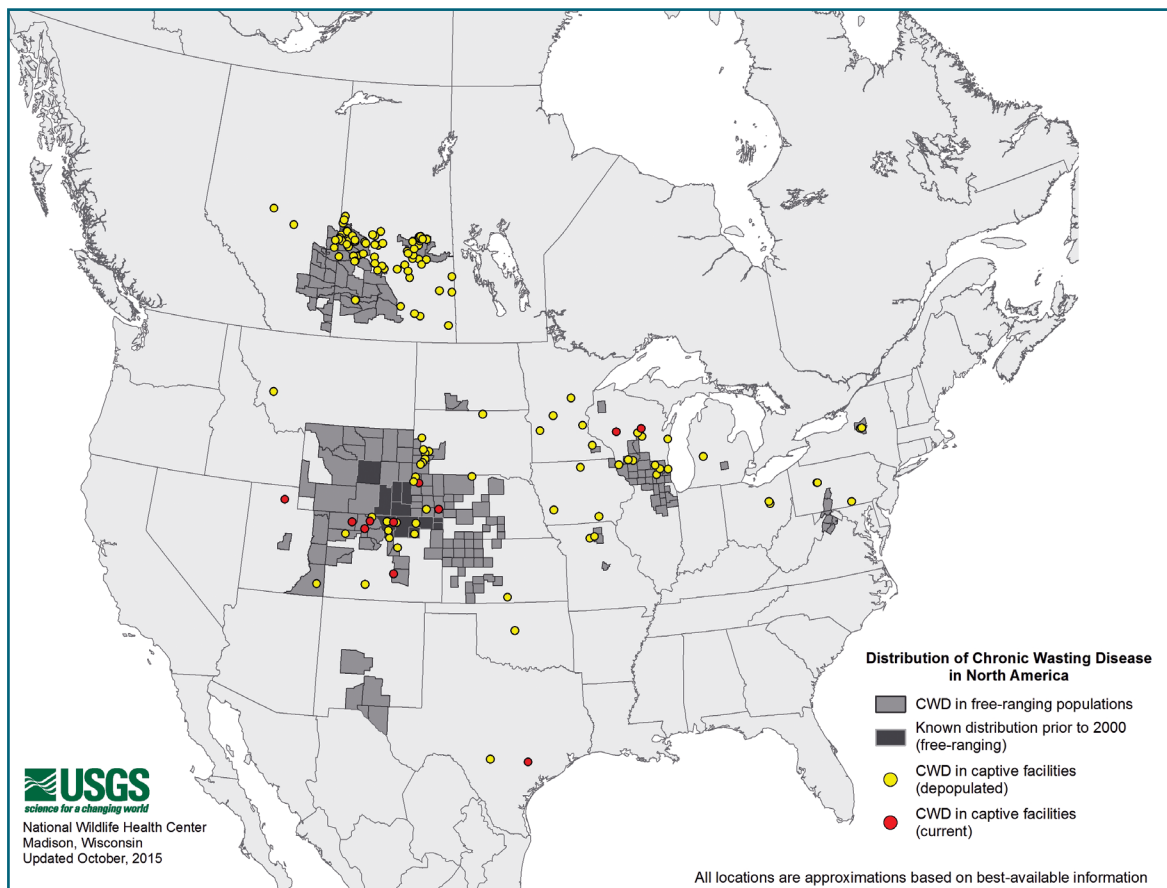 Distribution of Chronic Wasting Disease
in North America
CWD in free-ranging populations
Known distribution prior to 2000
(free-ranging)
CWD in captive facilities
(depopulated)
CWD in captive facilities
(current)
USGS
science for a changing world
National Wildlife Health Center
Madison, Wisconsin
Updated October, 2015
All locations are approximations based on best-available information